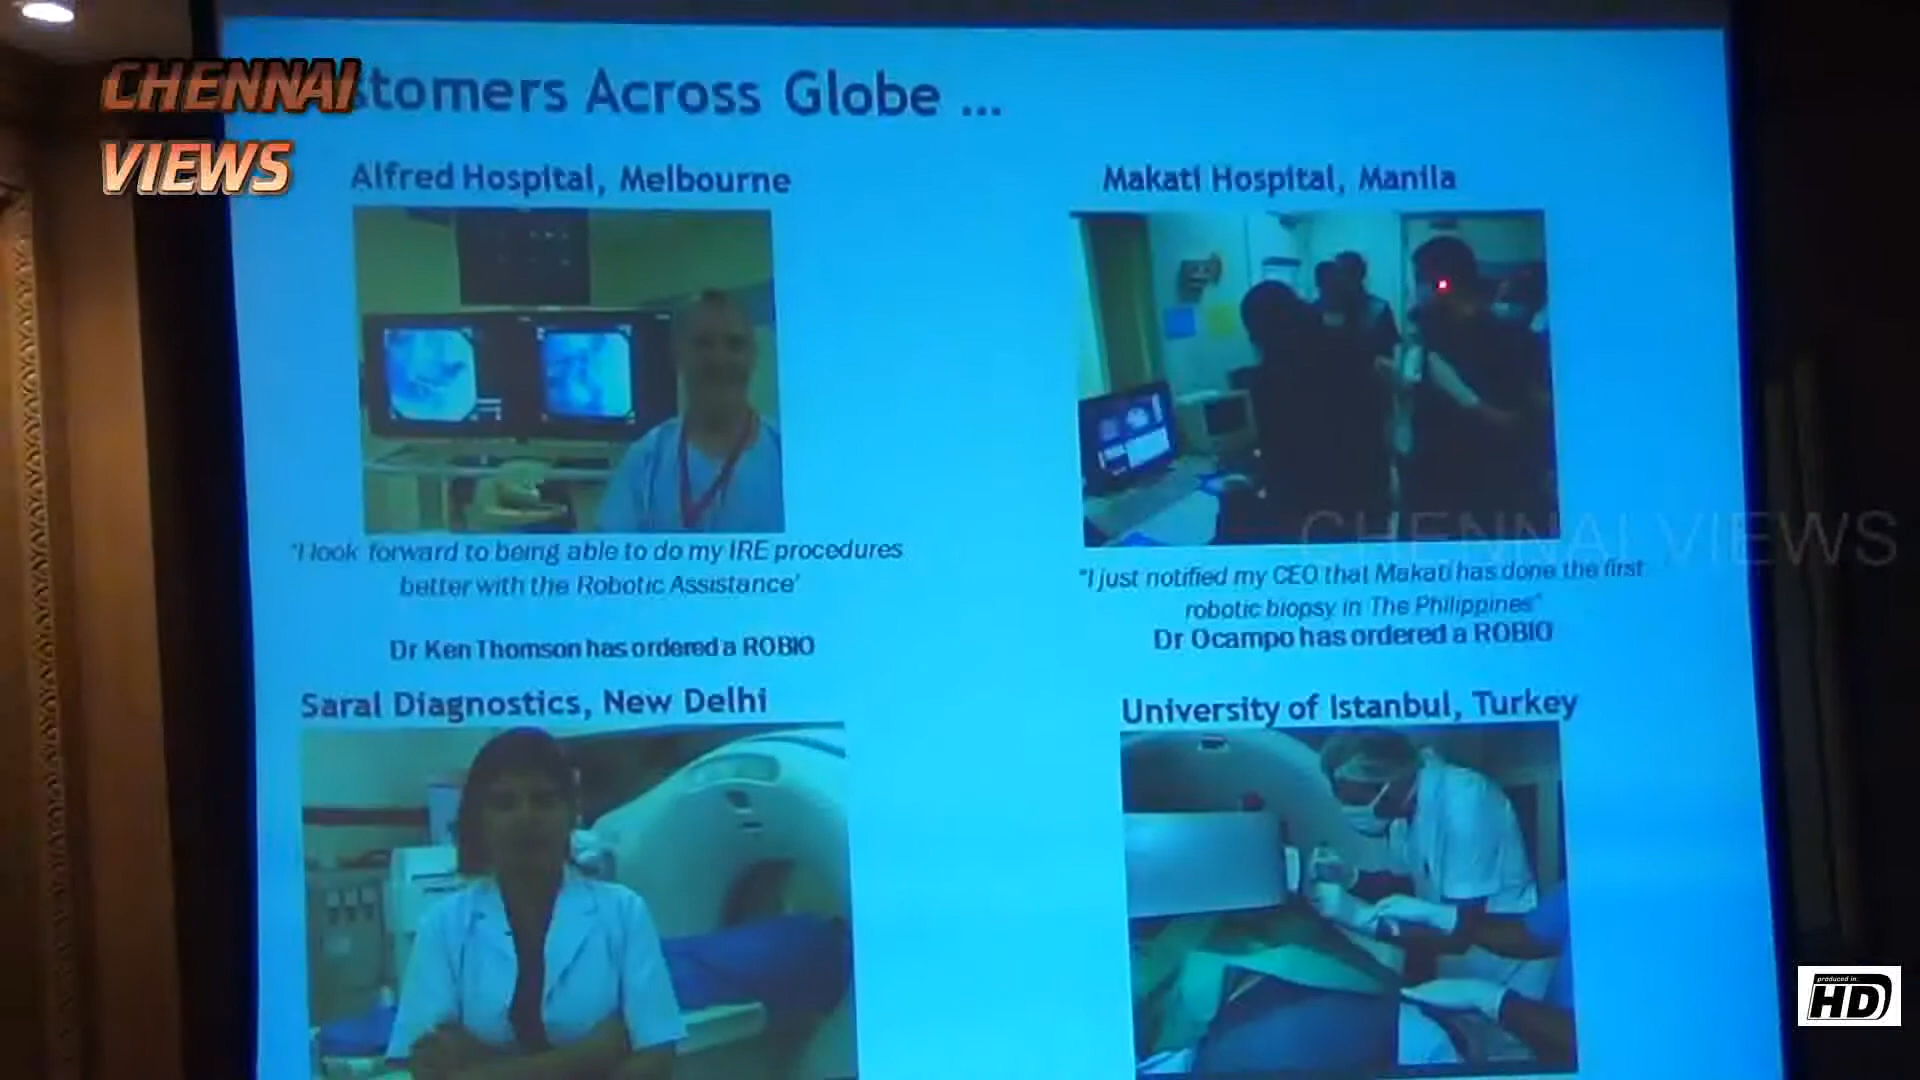 CHENNAI
VIEWS
stomers Across Globe ...
Alfred Hospital, Melbourne
Makati Hospital, Manila
"I look forward to being able to do my IRE procedures
better with the Robotic Assistance'
Dr Ken Thomson has ordered a ROBIO
CHENNAI VIEWS
"I just notified my CEO that Makati has done the first
robotic biopsy in The Philippines"
Dr Ocampo has ordered a ROBIO
Saral Diagnostics, New Delhi
University of Istanbul, Turkey
produced in
HD